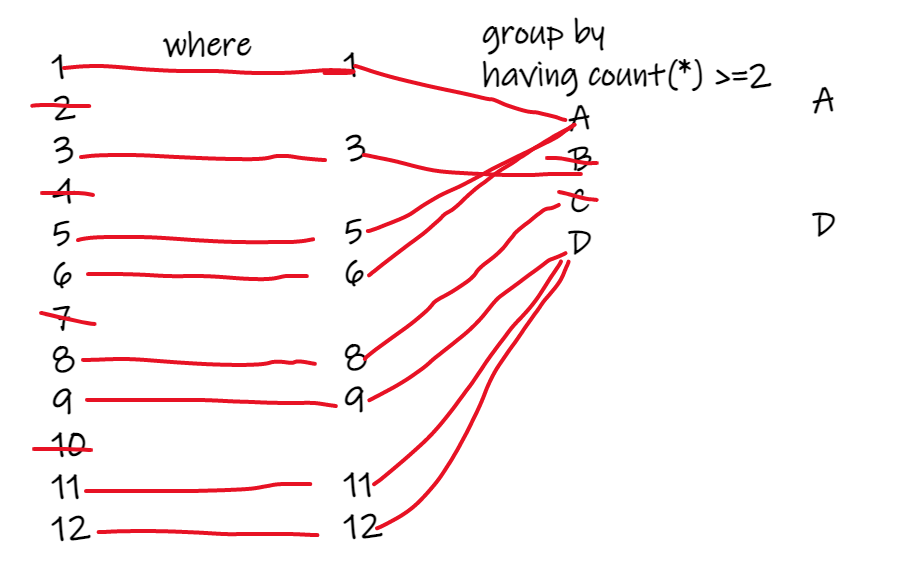 where
group by
having count(*) >=2
1 1
A
2 A
3 3 B
4 C
5 5 D D
6 6
7
8 8
9 9
10
11 11
12 12